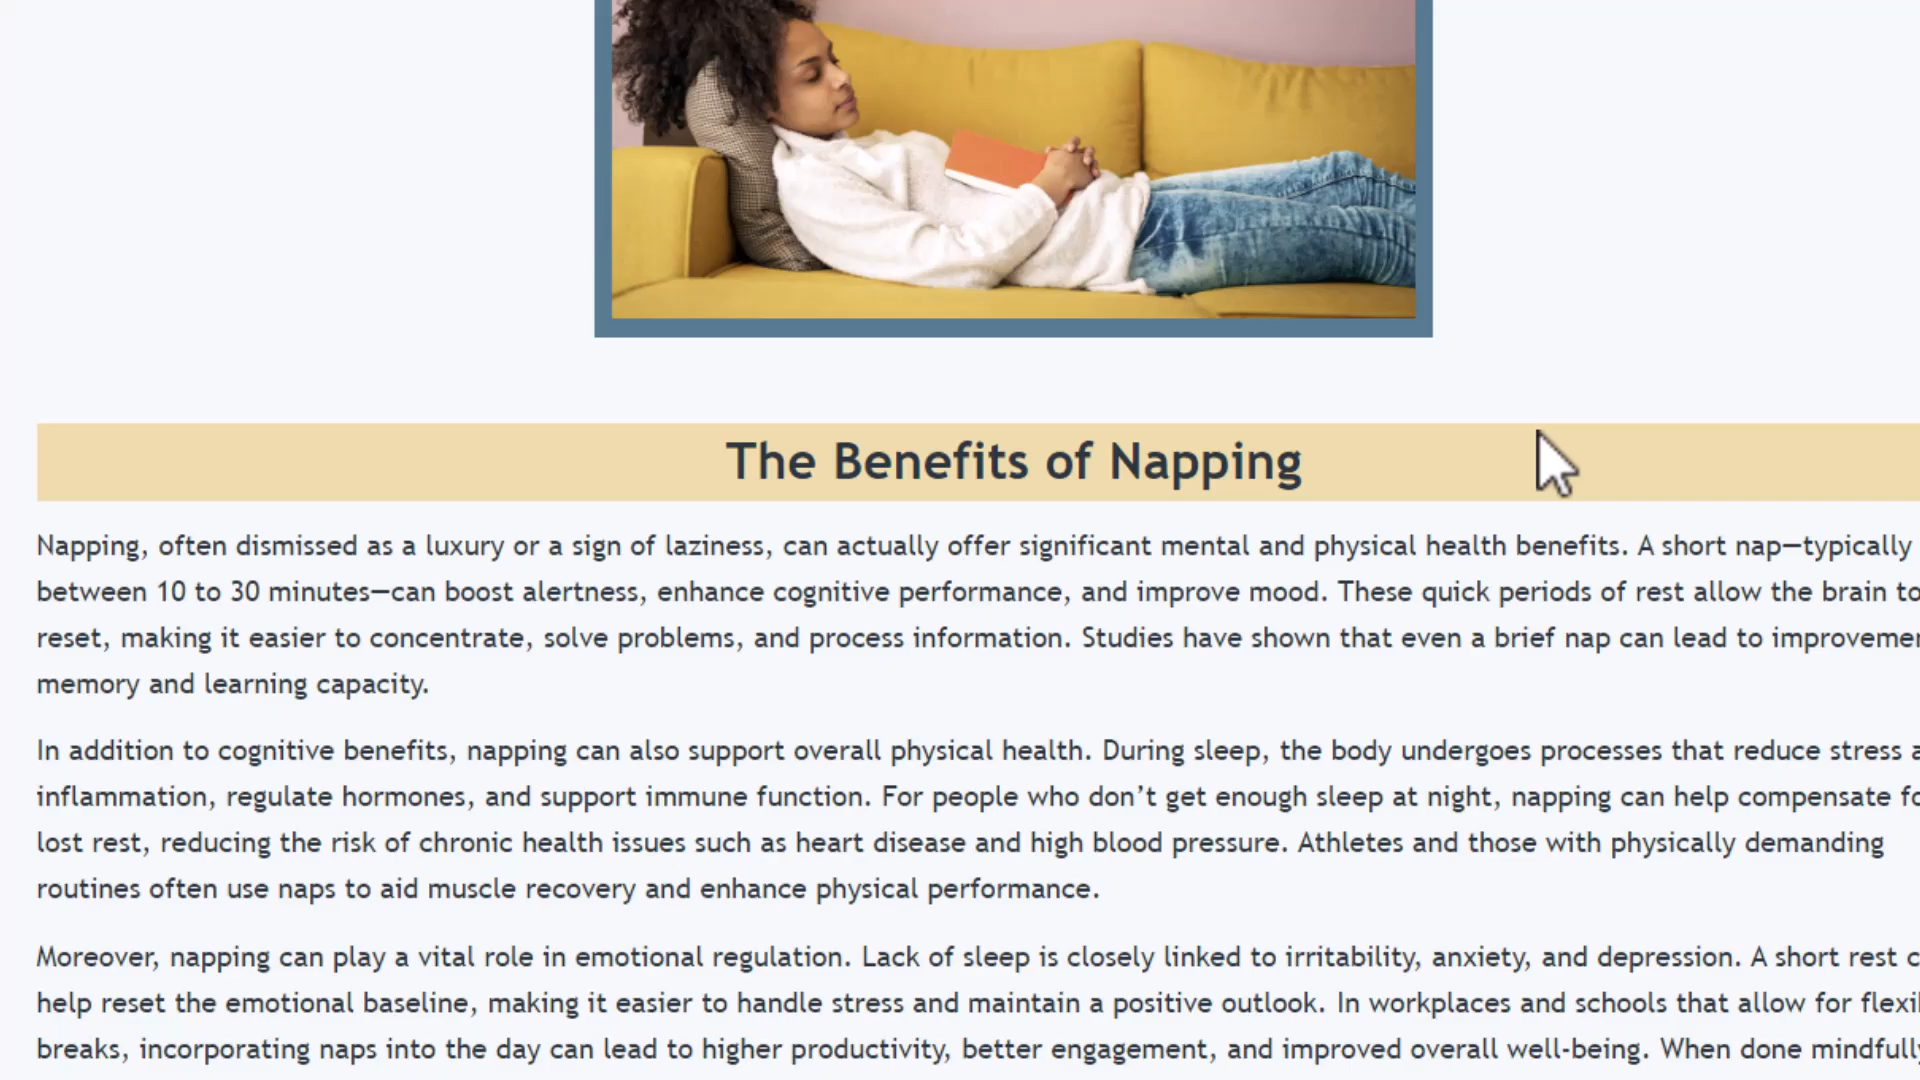 The Benefits of Napping
Napping, often dismissed as a luxury or a sign of laziness, can actually offer significant mental and physical health benefits. A short nap—typically
between 10 to 30 minutes—can boost alertness, enhance cognitive performance, and improve mood. These quick periods of rest allow the brain to
reset, making it easier to concentrate, solve problems, and process information. Studies have shown that even a brief nap can lead to
memory and learning capacity.
In addition to cognitive benefits, napping can also support overall physical health. During sleep, the body undergoes processes that reduce stress
inflammation, regulate hormones, and support immune function. For people who don’t get enough sleep at night, napping can help compensate
lost rest, reducing the risk of chronic health issues such as heart disease and high blood pressure. Athletes and those with physically demanding
routines often use naps to aid muscle recovery and enhance physical performance.
Moreover, napping can play a vital role in emotional regulation. Lack of sleep is closely linked to irritability, anxiety, and depression. A short rest
help reset the emotional baseline, making it easier to handle stress and maintain a positive outlook. In workplaces and schools that allow for
breaks, incorporating naps into the day can lead to higher productivity, better engagement, and improved overall well-being. When done